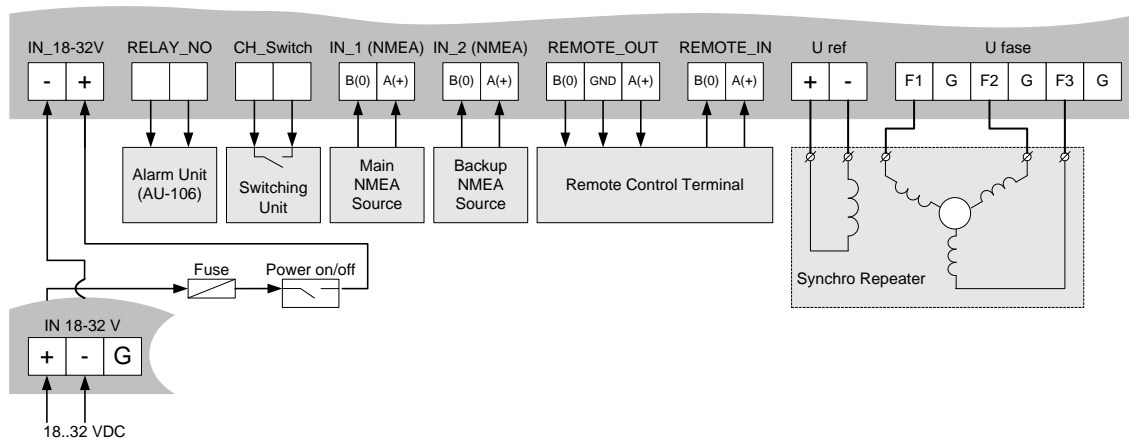 IN_18-32V RELAY_NO CH_Switch IN_1 (NMEA) IN_2 (NMEA) REMOTE_OUT REMOTE_IN U ref U fase
- + B(0) A(+) B(0) A(+) B(0) GND A(+) B(0) A(+) + - F1 G F2 G F3 G
Alarm Unit
(AU-106)
Switching
Unit
Main
NMEA
Source
Backup
NMEA
Source
Remote Control Terminal
Synchro Repeater
Fuse Power on/off
IN 18-32 V
+ - G
18..32 VDC